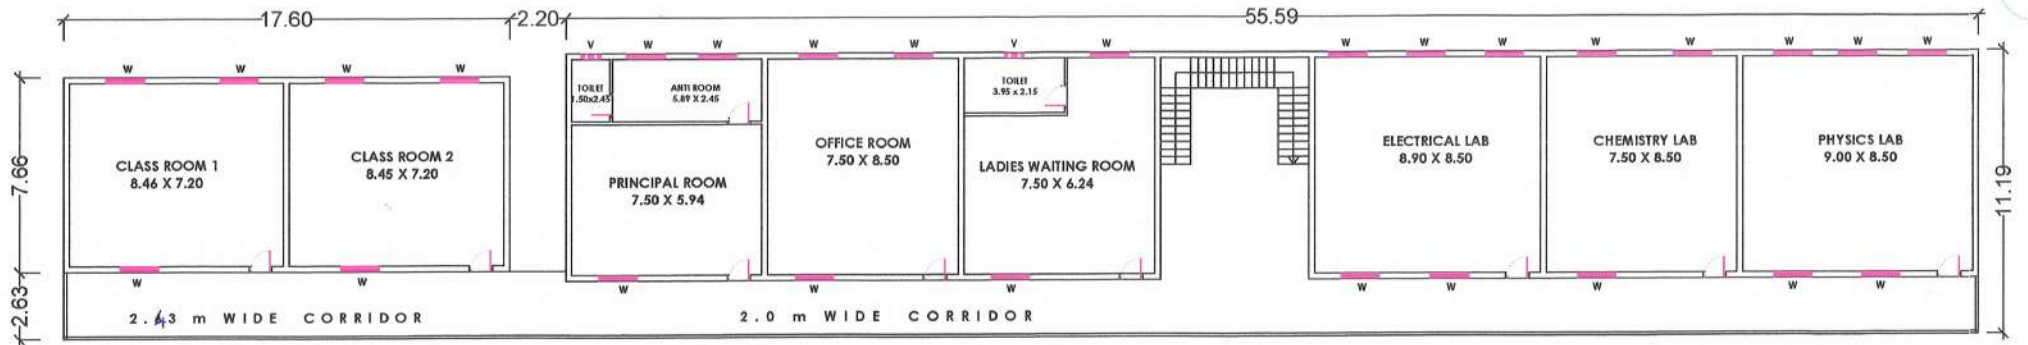 17.60
2.20
55.59
V
W
W
W
W
V
W
W
W
W
W
W
W
W
W
W
W
W
W
TOILET
1.50x2.45
ANTI ROOM
5.89 X 2.45
TOILET
3.95 x 2.15
CLASS ROOM 1
8.46 X 7.20
CLASS ROOM 2
8.45 X 7.20
PRINCIPAL ROOM
7.50 X 5.94
OFFICE ROOM
7.50 X 8.50
LADIES WAITING ROOM
7.50 X 6.24
ELECTRICAL LAB
8.90 X 8.50
CHEMISTRY LAB
7.50 X 8.50
PHYSICS LAB
9.00 X 8.50
7.66
11.19
W
W
W
W
W
W
W
W
W
W
2.63
2.43 m WIDE CORRIDOR
2.0 m WIDE CORRIDOR